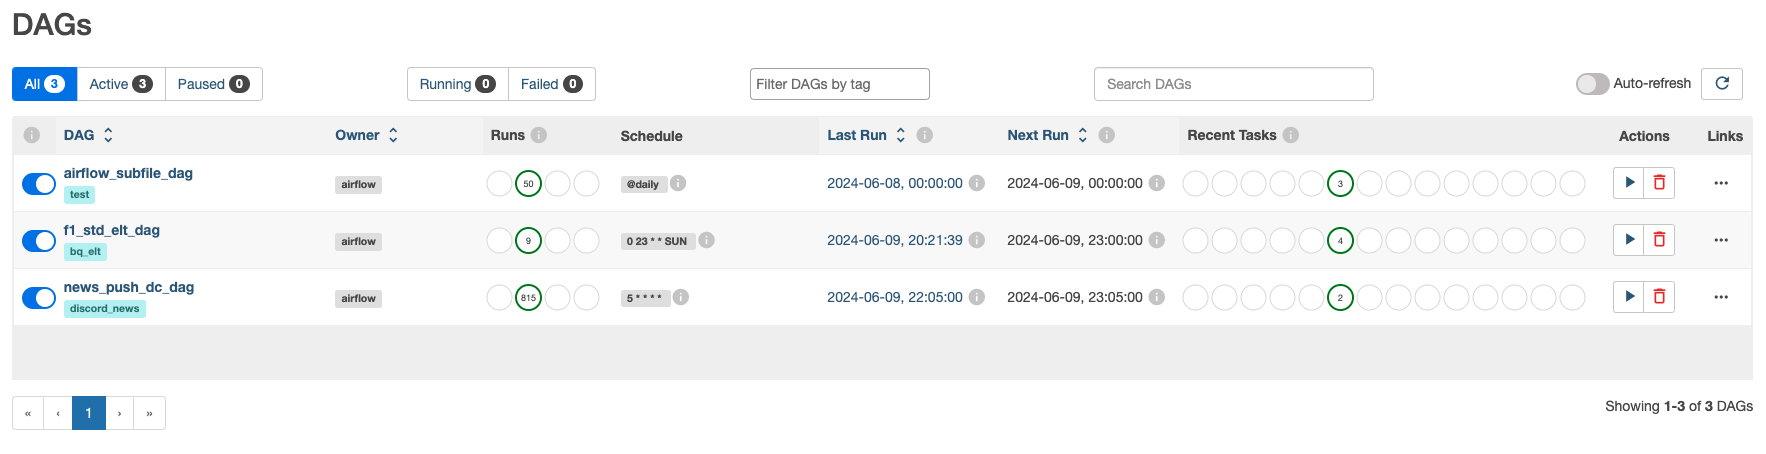 DAGs
All 3 Active 3 Paused 0 Running 0 Failed 0 Filter DAGs by tag Search DAGs Auto-refresh
i DAG Owner Runs i Schedule Last Run i Next Run i Recent Tasks i Actions Links
airflow_subfile_dag
test airflow 50 @daily i 2024-06-08, 00:00:00 i 2024-06-09, 00:00:00 i 3 ...
f1_std_elt_dag
bq_elt airflow 9 0 23 * * SUN i 2024-06-09, 20:21:39 i 2024-06-09, 23:00:00 i 4 ...
news_push_dc_dag
discord_news airflow 815 5 * * * * i 2024-06-09, 22:05:00 i 2024-06-09, 23:05:00 i 2 ...
« ‹ 1 › » Showing 1-3 of 3 DAGs